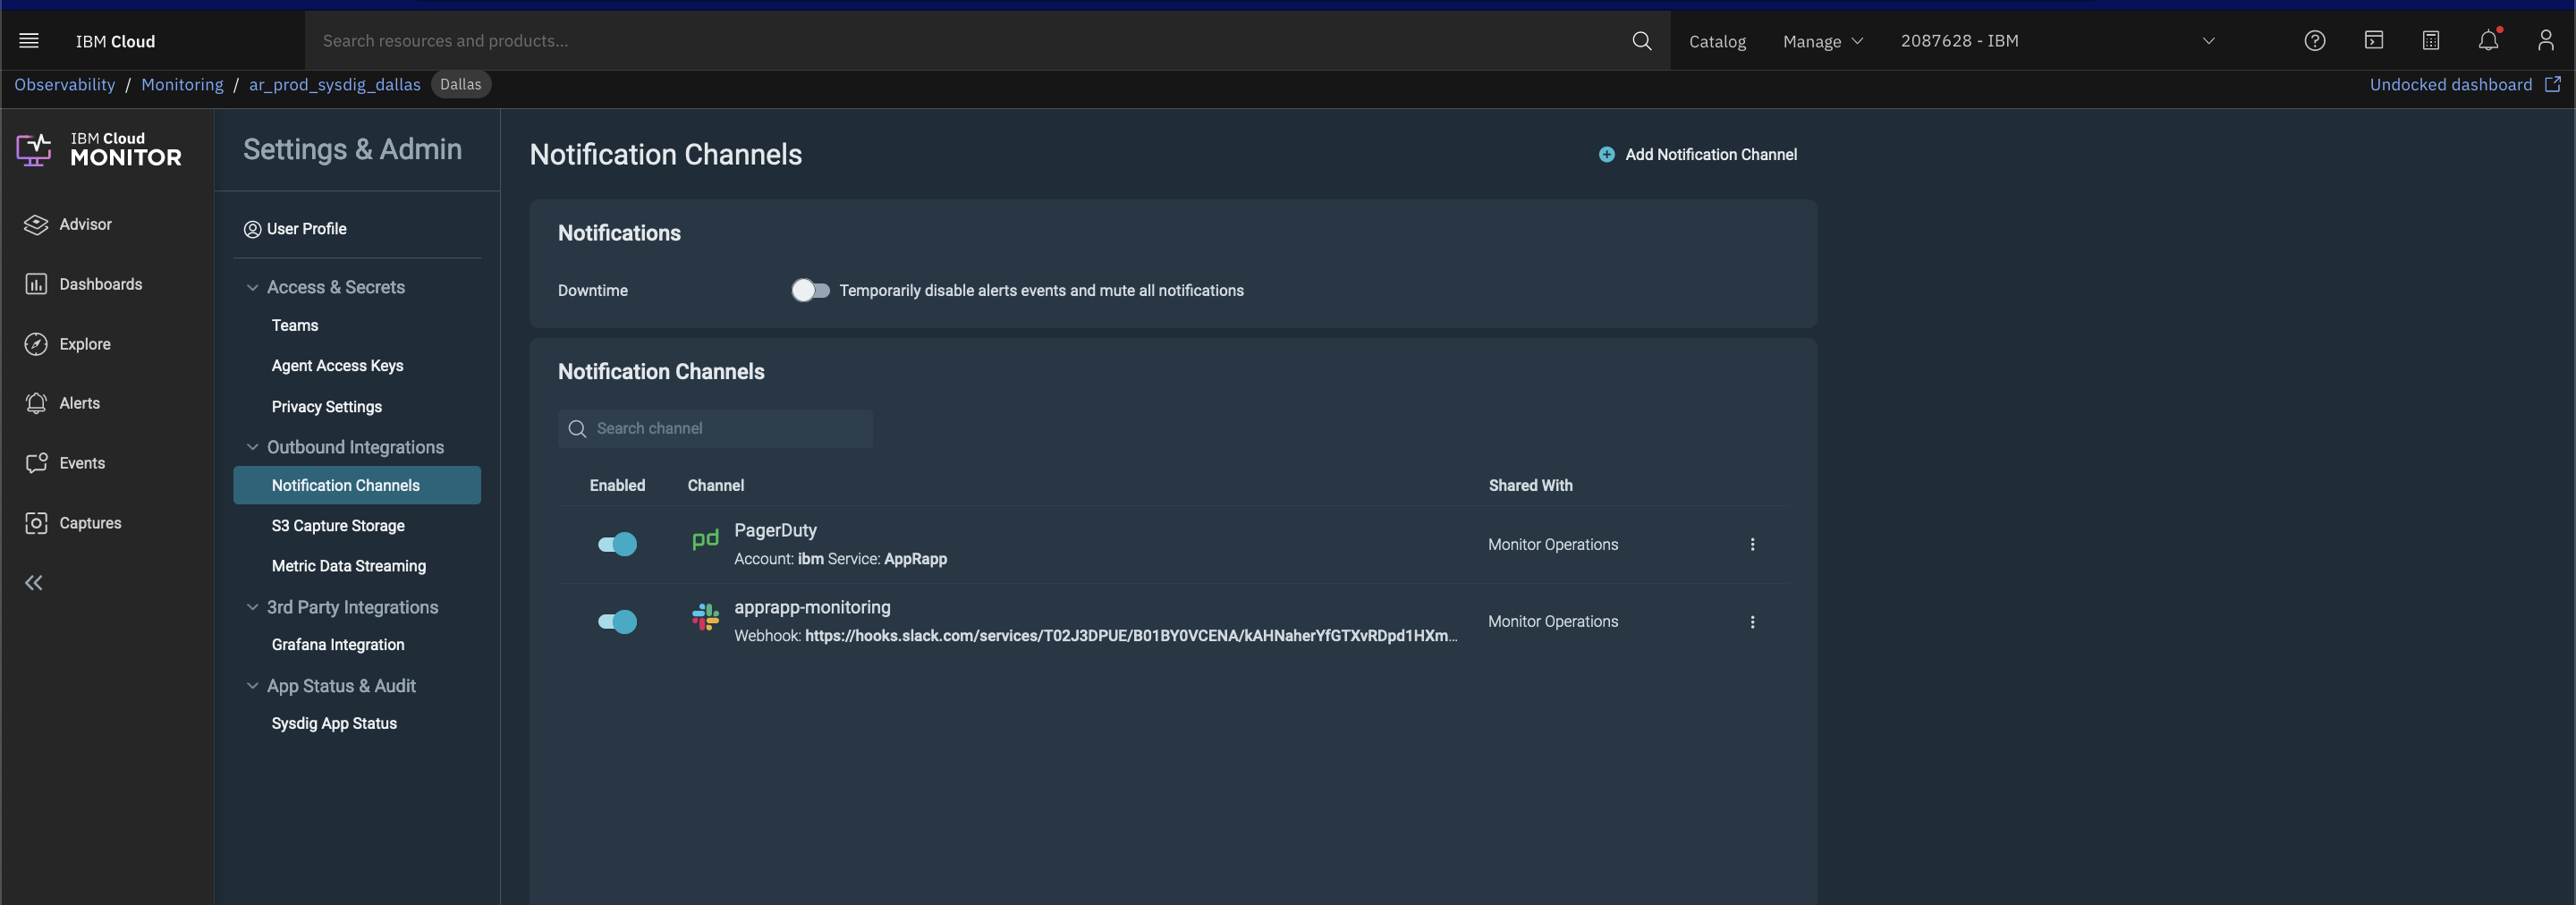 IBM Cloud
Search resources and products...
Catalog
Manage
2087628 - IBM
Observability / Monitoring / ar_prod_sysdig_dallas Dallas
Undocked dashboard
IBM Cloud
MONITOR
Advisor
Dashboards
Explore
Alerts
Events
Captures
Settings & Admin
User Profile
Access & Secrets
Teams
Agent Access Keys
Privacy Settings
Outbound Integrations
Notification Channels
S3 Capture Storage
Metric Data Streaming
3rd Party Integrations
Grafana Integration
App Status & Audit
Sysdig App Status
Notification Channels
Add Notification Channel
Notifications
Downtime
Temporarily disable alerts events and mute all notifications
Notification Channels
Search channel
Enabled Channel Shared With
pd
PagerDuty
Account: ibm Service: AppRapp
Monitor Operations
apprapp-monitoring
Webhook: https://hooks.slack.com/services/T02J3DPUE/B01BY0VCENA/kAHNaherYfGTXvRDpd1HXm...
Monitor Operations